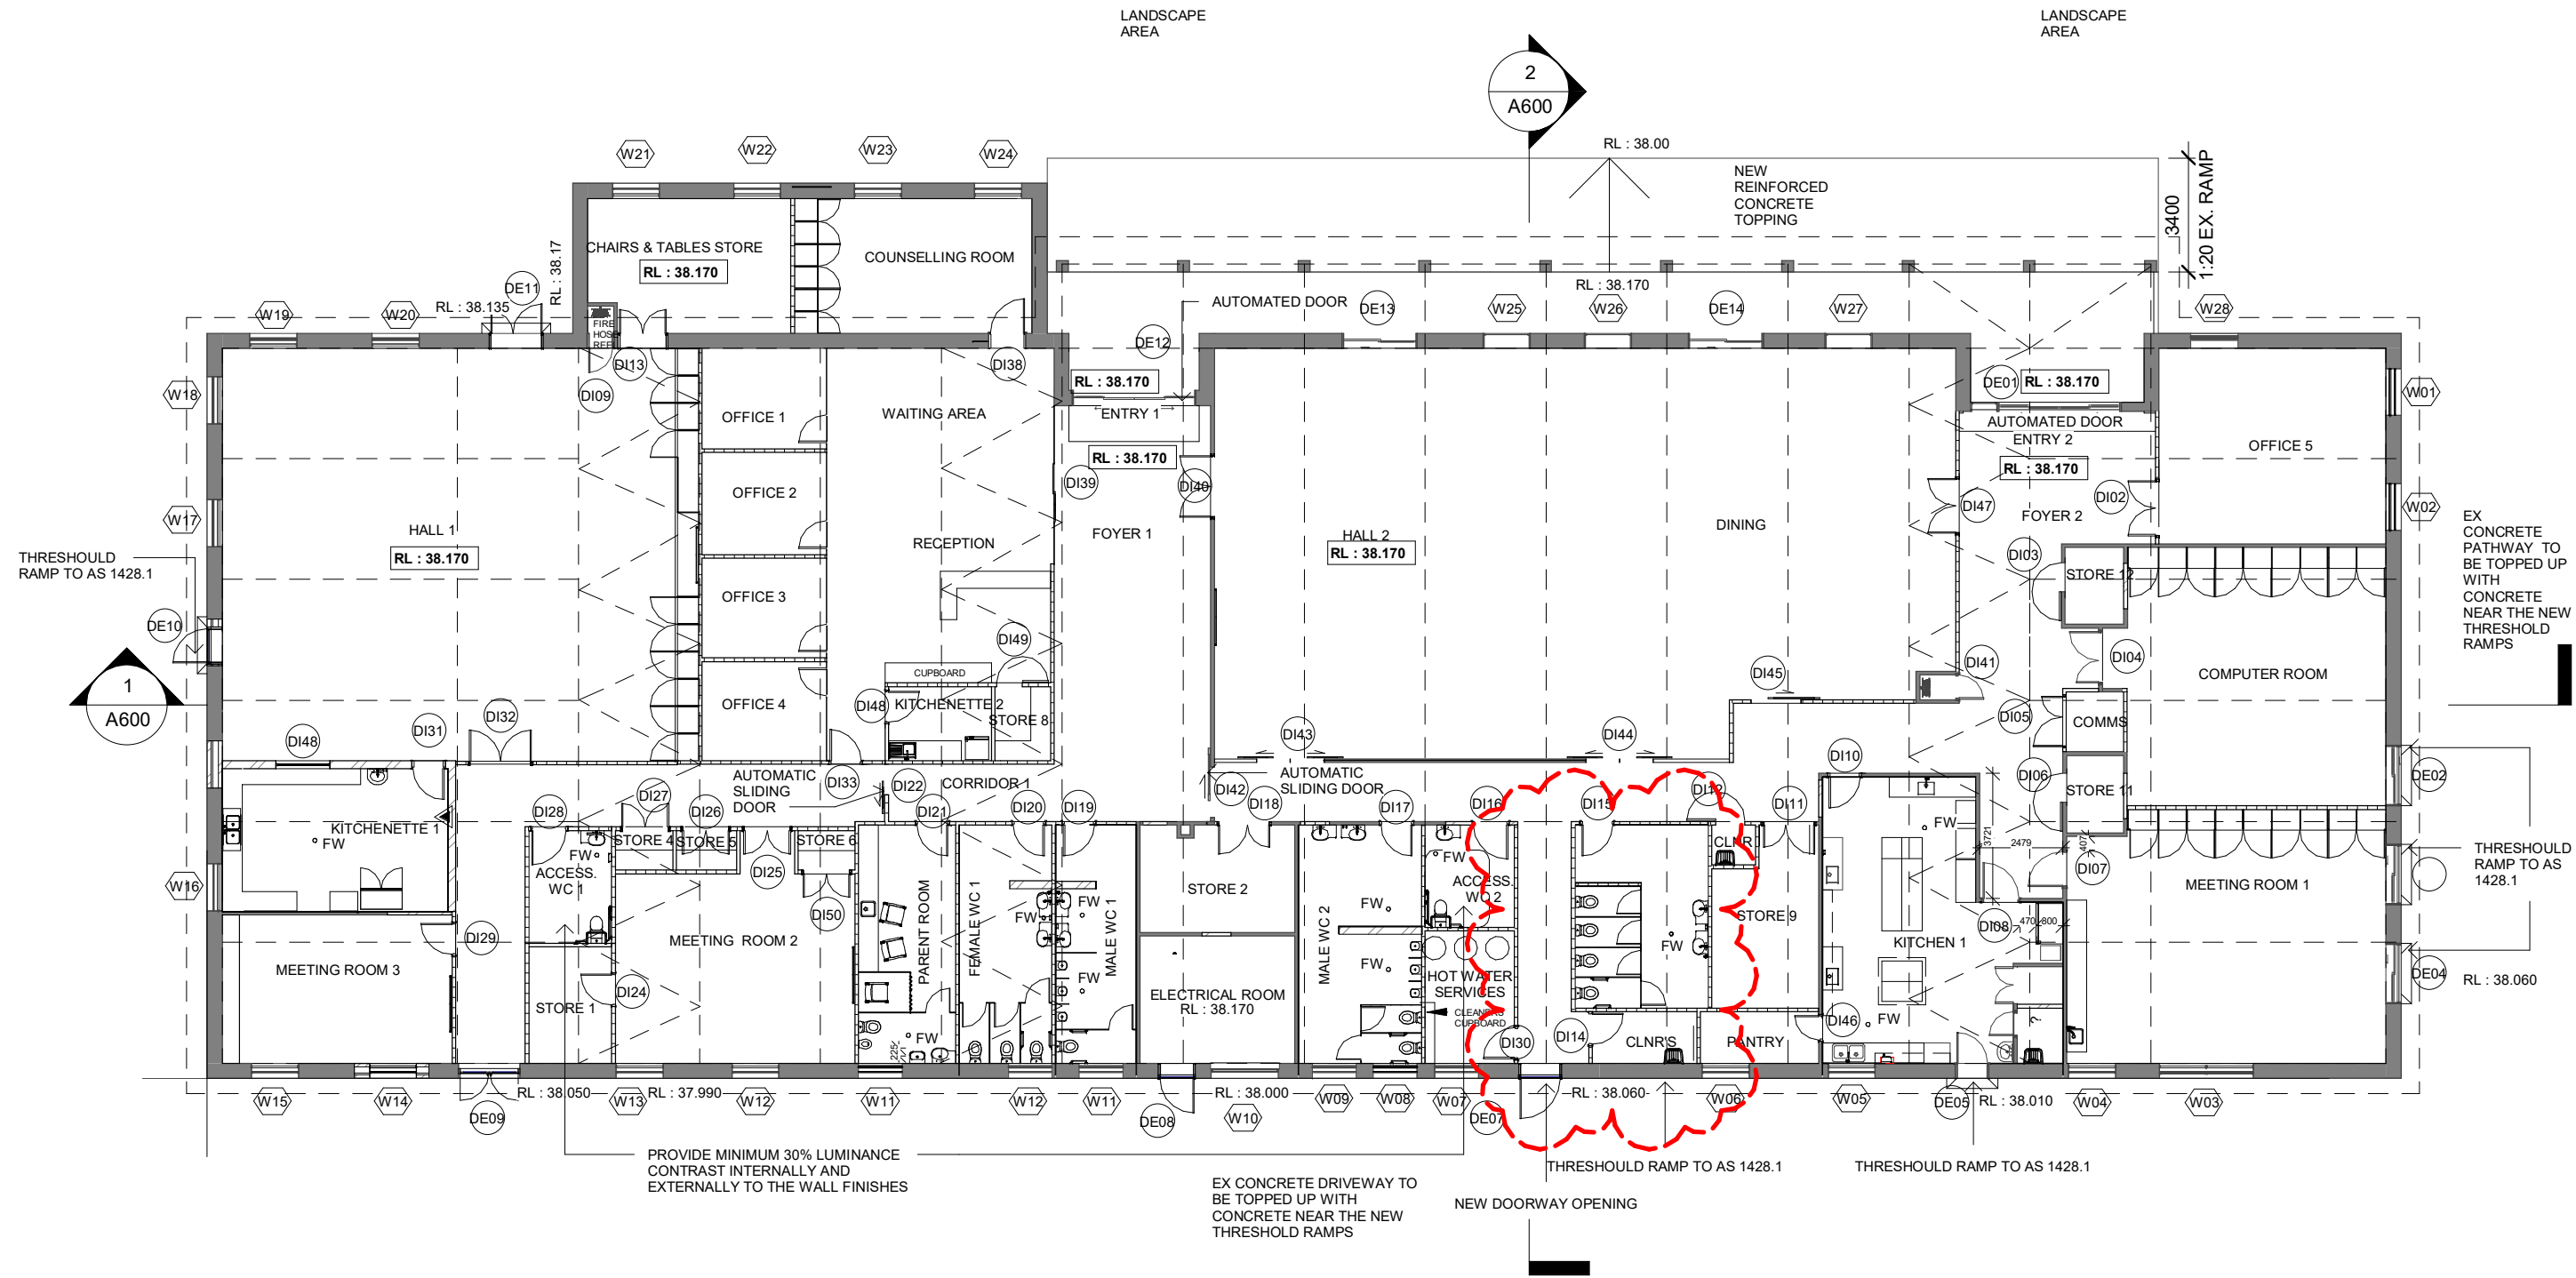 LANDSCAPE
AREA
LANDSCAPE
AREA
2
A600
RL : 38.00
W21
W22
W23
W24
NEW
REINFORCED
CONCRETE
TOPPING
3400
1:20 EX. RAMP
CHAIRS & TABLES STORE
RL : 38.170
COUNSELLING ROOM
RL : 38.17
DE11
RL : 38.135
W19
W20
FIRE
HOSE
REEL
DI13
DI09
DI38
AUTOMATED DOOR
RL : 38.170
DE13
W25
W26
DE14
W27
W28
DE12
RL : 38.170
ENTRY 1
RL : 38.170
DE01
RL : 38.170
AUTOMATED DOOR
ENTRY 2
RL : 38.170
W18
W01
OFFICE 1
WAITING AREA
OFFICE 5
OFFICE 2
DI39
DI40
DI47
DI02
W17
W02
HALL 1
RL : 38.170
RECEPTION
FOYER 1
HALL 2
RL : 38.170
DINING
FOYER 2
EX
CONCRETE
PATHWAY TO
BE TOPPED UP
WITH
CONCRETE
NEAR THE NEW
THRESHOLD
RAMPS
THRESHOULD
RAMP TO AS 1428.1
DI03
STORE 12
OFFICE 3
DE10
DI49
1
A600
CUPBOARD
DI45
DI41
DI04
COMPUTER ROOM
OFFICE 4
DI48
KITCHENETTE 2
STORE 8
DI05
COMMS
DI48
DI31
DI32
DI43
DI44
DI10
DI33
AUTOMATIC
SLIDING
DOOR
DI22
CORRIDOR 1
AUTOMATIC
SLIDING DOOR
DI42
DI06
STORE 11
DE02
DI28
DI27
DI26
DI21
DI20
DI19
DI18
DI17
DI16
DI15
DI12
DI11
KITCHENETTE 1
FW
FW
ACCESS.
WC 1
STORE 4
STORE 5
STORE 6
DI25
DI50
FW
ACCESS.
WC 2
CLNR
FW
3721
2479
407
DI07
THRESHOULD
RAMP TO AS
1428.1
W16
STORE 2
MEETING ROOM 1
PARENT ROOM
FEMALE WC 1
FW
FW
MALE WC 1
MALE WC 2
FW
STORE 9
DI29
MEETING ROOM 2
FW
KITCHEN 1
DI08
470
800
MEETING ROOM 3
FW
FW
HOT WATER
SERVICES
DE04
RL : 38.060
DI24
STORE 1
ELECTRICAL ROOM
RL : 38.170
CLEANERS
CUPBOARD
DI46
FW
FW
225
DI30
DI14
CLNR'S
PANTRY
?
W15
W14
DE09
RL : 38.050
W13
RL : 37.990
W12
W11
W12
W11
DE08
RL : 38.000
W10
W09
W08
W07
DE07
RL : 38.060
W06
W05
DE05
RL : 38.010
W04
W03
PROVIDE MINIMUM 30% LUMINANCE
CONTRAST INTERNALLY AND
EXTERNALLY TO THE WALL FINISHES
THRESHOULD RAMP TO AS 1428.1
THRESHOULD RAMP TO AS 1428.1
EX CONCRETE DRIVEWAY TO
BE TOPPED UP WITH
CONCRETE NEAR THE NEW
THRESHOLD RAMPS
NEW DOORWAY OPENING